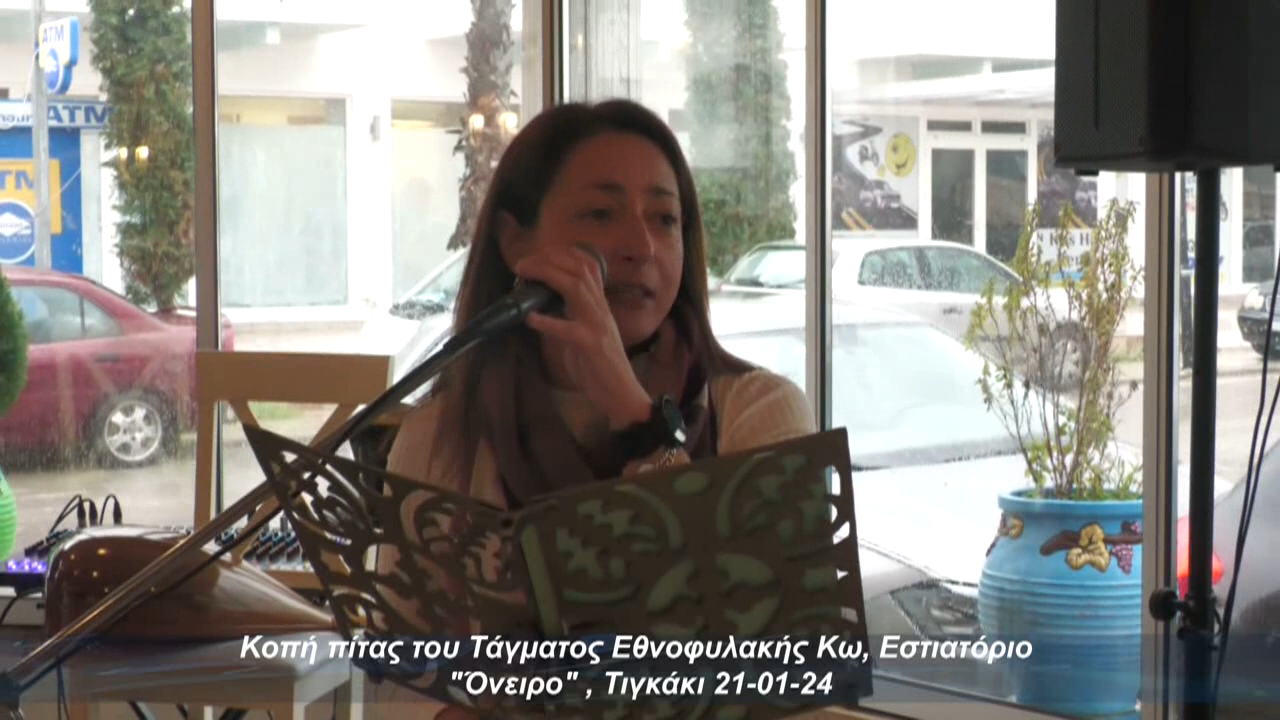 ATM
ATM
Κοπή πίτας του Τάγματος Εθνοφυλακής Κω, Εστιατόριο
"Όνειρο" , Τιγκάκι 21-01-24